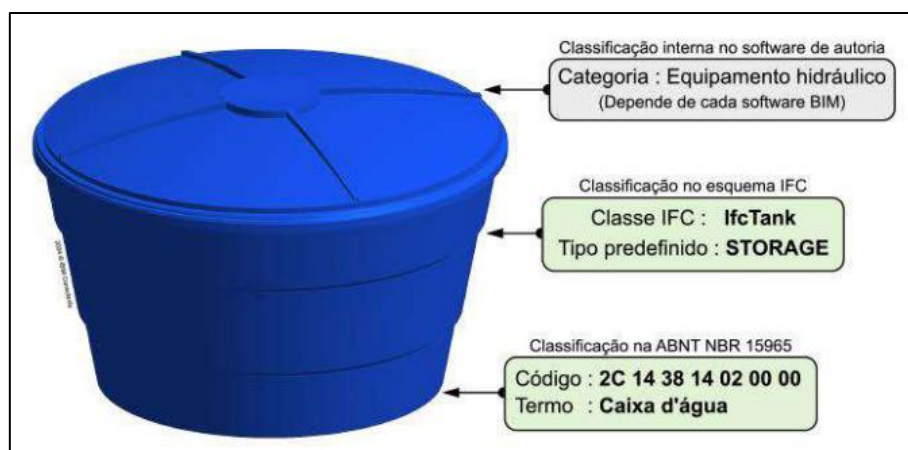 Classificação interna no software de autoria
Categoria : Equipamento hidráulico
(Depende de cada software BIM)
Classificação no esquema IFC
Classe IFC : IfcTank
Tipo predefinido : STORAGE
Classificação na ABNT NBR 15965
Código : 2C 14 38 14 02 00 00
Termo : Caixa d'água